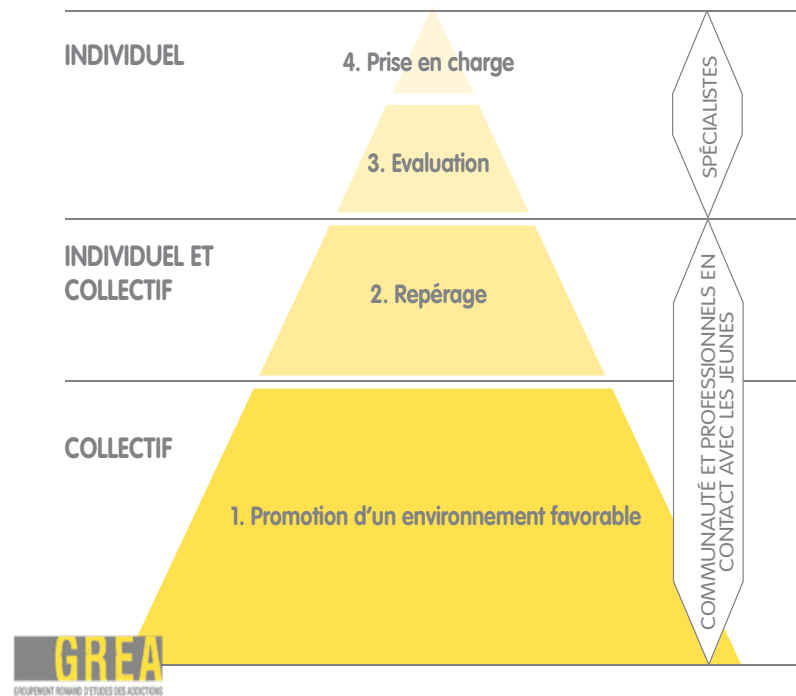 INDIVIDUEL
4. Prise en charge
SPÉCIALISTES
3. Evaluation
INDIVIDUEL ET
COLLECTIF
2. Repérage
COMMUNAUTÉ ET PROFESSIONNELS EN
CONTACT AVEC LES JEUNES
COLLECTIF
1. Promotion d'un environnement favorable
GREA
GROUPEMENT ROMAND D'ETUDES DES ADDICTIONS